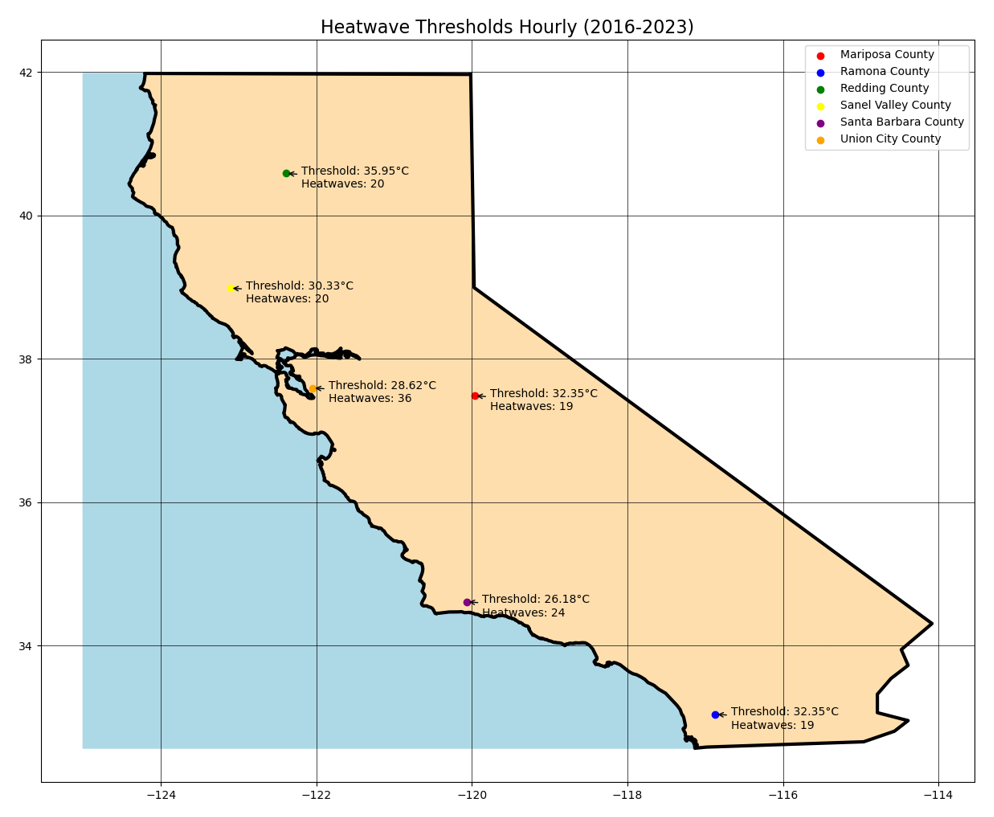 Heatwave Thresholds Hourly (2016-2023)
Mariposa County
Ramona County
Redding County
Sanel Valley County
Santa Barbara County
Union City County
42
40
38
36
34
Threshold: 35.95°C
Heatwaves: 20
Threshold: 30.33°C
Heatwaves: 20
Threshold: 28.62°C
Heatwaves: 36
Threshold: 32.35°C
Heatwaves: 19
Threshold: 26.18°C
Heatwaves: 24
Threshold: 32.35°C
Heatwaves: 19
−124
−122
−120
−118
−116
−114